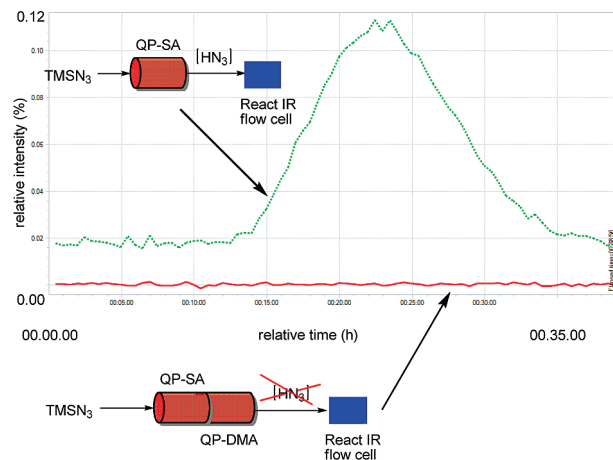 0.12
QP-SA
[HN3]
0.10
TMSN3
0.08
React IR
flow cell
relative intensity (%)
0.04
0.02
0.00
00:05:00 00:10:00 00:15:00 00:20:00 00:25:00 00:30:00
00.00.00 relative time (h) 00.35.00
QP-SA
[HN3]
TMSN3
QP-DMA
React IR
flow cell